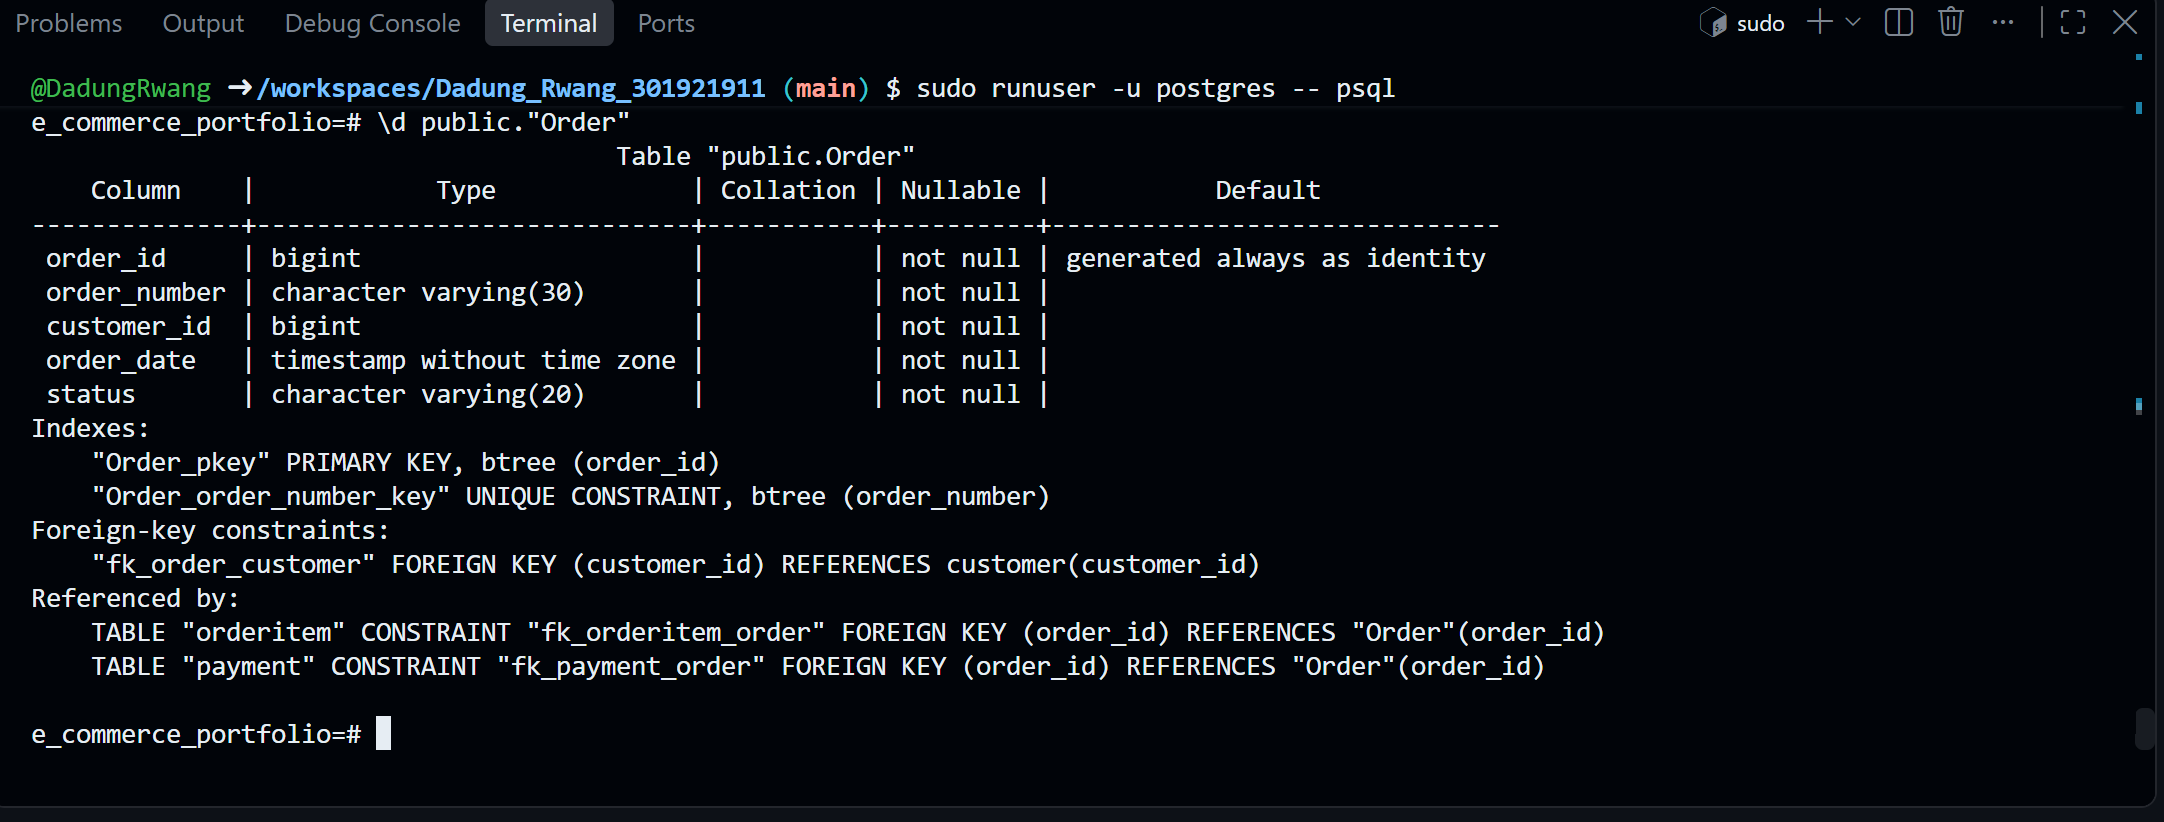 Problems Output Debug Console Terminal Ports sudo
@DadungRwang ➜/workspaces/Dadung_Rwang_301921911 (main) $ sudo runuser -u postgres -- psql
e_commerce_portfolio=# \d public."Order"
                                       Table "public.Order"
    Column    |            Type             | Collation | Nullable |           Default
--------------+-----------------------------+-----------+----------+------------------------------
 order_id     | bigint                      |           | not null | generated always as identity
 order_number | character varying(30)       |           | not null |
 customer_id  | bigint                      |           | not null |
 order_date   | timestamp without time zone |           | not null |
 status       | character varying(20)       |           | not null |
Indexes:
    "Order_pkey" PRIMARY KEY, btree (order_id)
    "Order_order_number_key" UNIQUE CONSTRAINT, btree (order_number)
Foreign-key constraints:
    "fk_order_customer" FOREIGN KEY (customer_id) REFERENCES customer(customer_id)
Referenced by:
    TABLE "orderitem" CONSTRAINT "fk_orderitem_order" FOREIGN KEY (order_id) REFERENCES "Order"(order_id)
    TABLE "payment" CONSTRAINT "fk_payment_order" FOREIGN KEY (order_id) REFERENCES "Order"(order_id)
e_commerce_portfolio=#